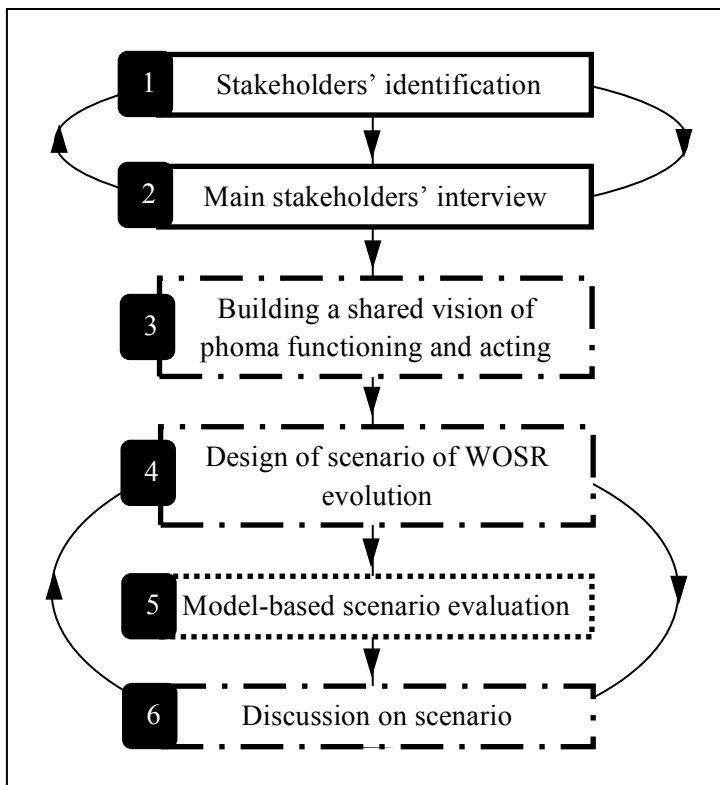 1
Stakeholders’ identification
2
Main stakeholders’ interview
3
Building a shared vision of
phoma functioning and acting
4
Design of scenario of WOSR
evolution
5
Model-based scenario evaluation
6
Discussion on scenario